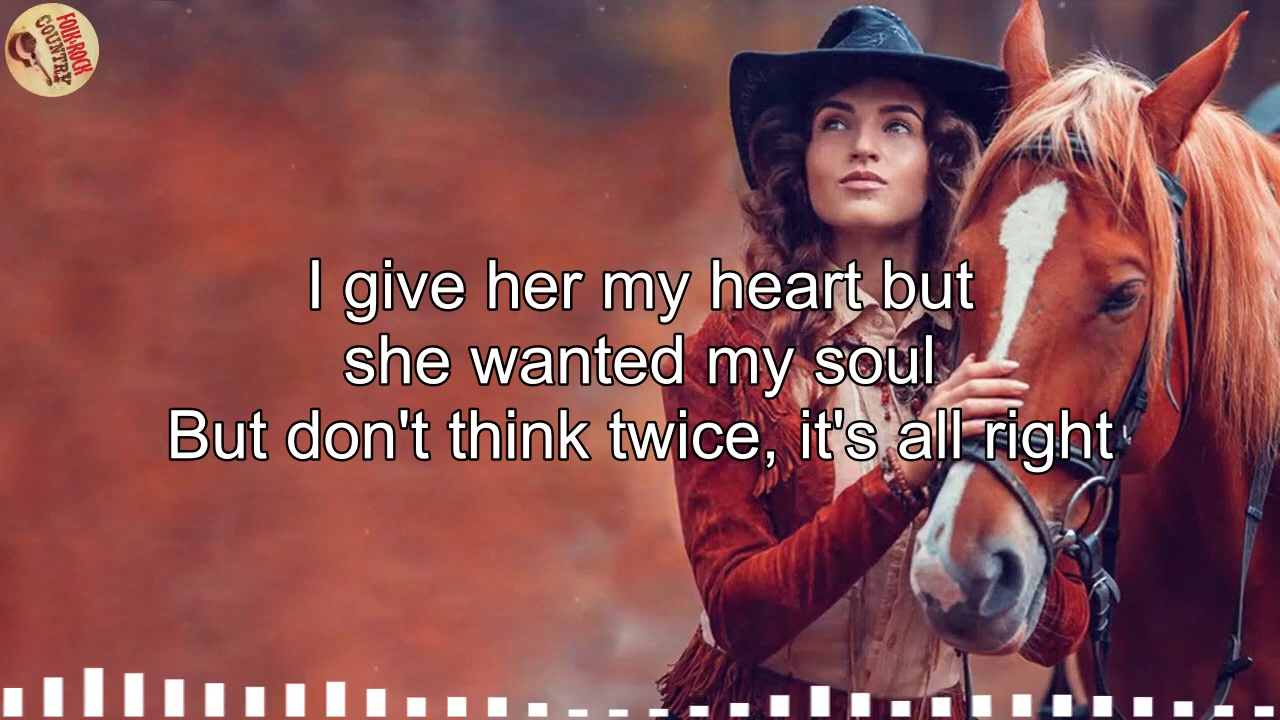 FOLK-ROCK
COUNTRY
I give her my heart but
she wanted my soul
But don't think twice, it's all right